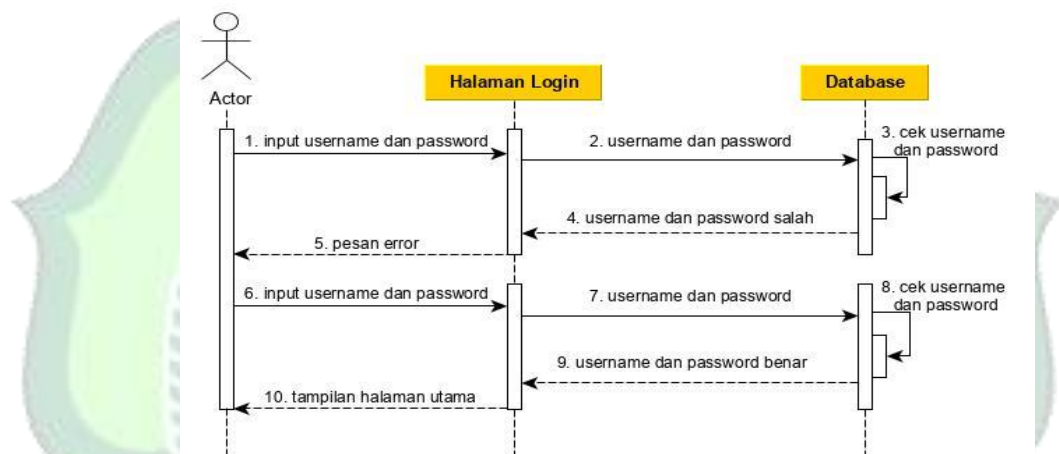 Actor
Halaman Login
Database
1. input username dan password
2. username dan password
3. cek username
dan password
4. username dan password salah
5. pesan error
6. input username dan password
7. username dan password
8. cek username
dan password
9. username dan password benar
10. tampilan halaman utama